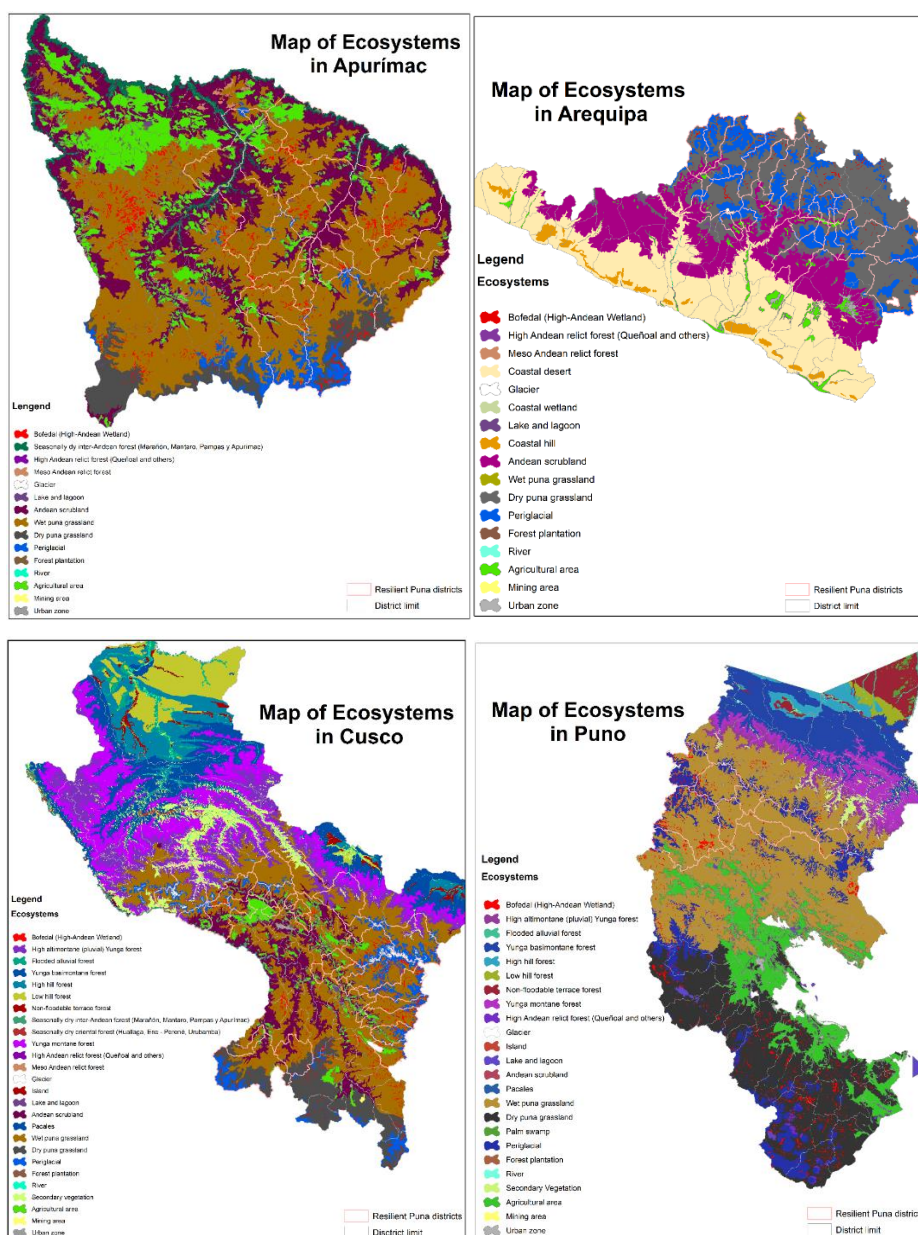 Map of Ecosystems
in Apurímac
Lengend
Ecosystems
Bofedal (High-Andean Wetland)
Seasonally dy inter-Andean forest (Marañón, Mantaro, Pampas y Apurimac)
High Andean relict forest (Queñoal and others)
Meso Andean relict forest
Glacier
Lake and lagoon
Andean scrubland
Wet puna grassland
Dry puna grassland
Periglacial
Forest plantation
River
Agricultural area
Mining area
Urban zone
Resilient Puna districts
District limit
Map of Ecosystems
in Arequipa
Legend
Ecosystems
Bofedal (High-Andean Wetland)
High Andean relict forest (Queñoal and others)
Meso Andean relict forest
Coastal desert
Glacier
Coastal wetland
Lake and lagoon
Coastal hill
Andean scrubland
Wet puna grassland
Dry puna grassland
Periglacial
Forest plantation
River
Agricultural area
Mining area
Urban zone
Resilient Puna districts
District limit
Map of Ecosystems
in Cusco
Legend
Ecosystems
Bofedal (High-Andean Wetland)
High altimontane (pluvial) Yunga forest
Flooded alluvial forest
Yunga basimontane forest
High hill forest
Low hill forest
Non-floodable terrace forest
Seasonally dry inter-Andean forest (Marañón, Mantaro, Pampas y Apurimac)
Seasonally dry oriental forest (Huallaga, Ene - Perené, Urubamba)
Yunga montane forest
High Andean relict forest (Queñoal and others)
Meso Andean relict forest
Glacier
Island
Lake and lagoon
Andean scrubland
Pacales
Wet puna grassland
Dry puna grassland
Periglacial
Forest plantation
River
Secondary vegetation
Agricultural area
Mining area
Urban zone
Resilient Puna districts
District limit
Map of Ecosystems
in Puno
Legend
Ecosystems
Bofedal (High-Andean Wetland)
High altimontane (pluvial) Yunga forest
Flooded alluvial forest
Yunga basimontane forest
High hill forest
Low hill forest
Non-floodable terrace forest
Yunga montane forest
High Andean relict forest (Queñoal and others)
Glacier
Island
Lake and lagoon
Andean scrubland
Pacales
Wet puna grassland
Dry puna grassland
Palm swamp
Periglacial
Forest plantation
River
Secondary Vegetation
Agricultural area
Mining area
Urban zone
Resilient Puna districts
District limit